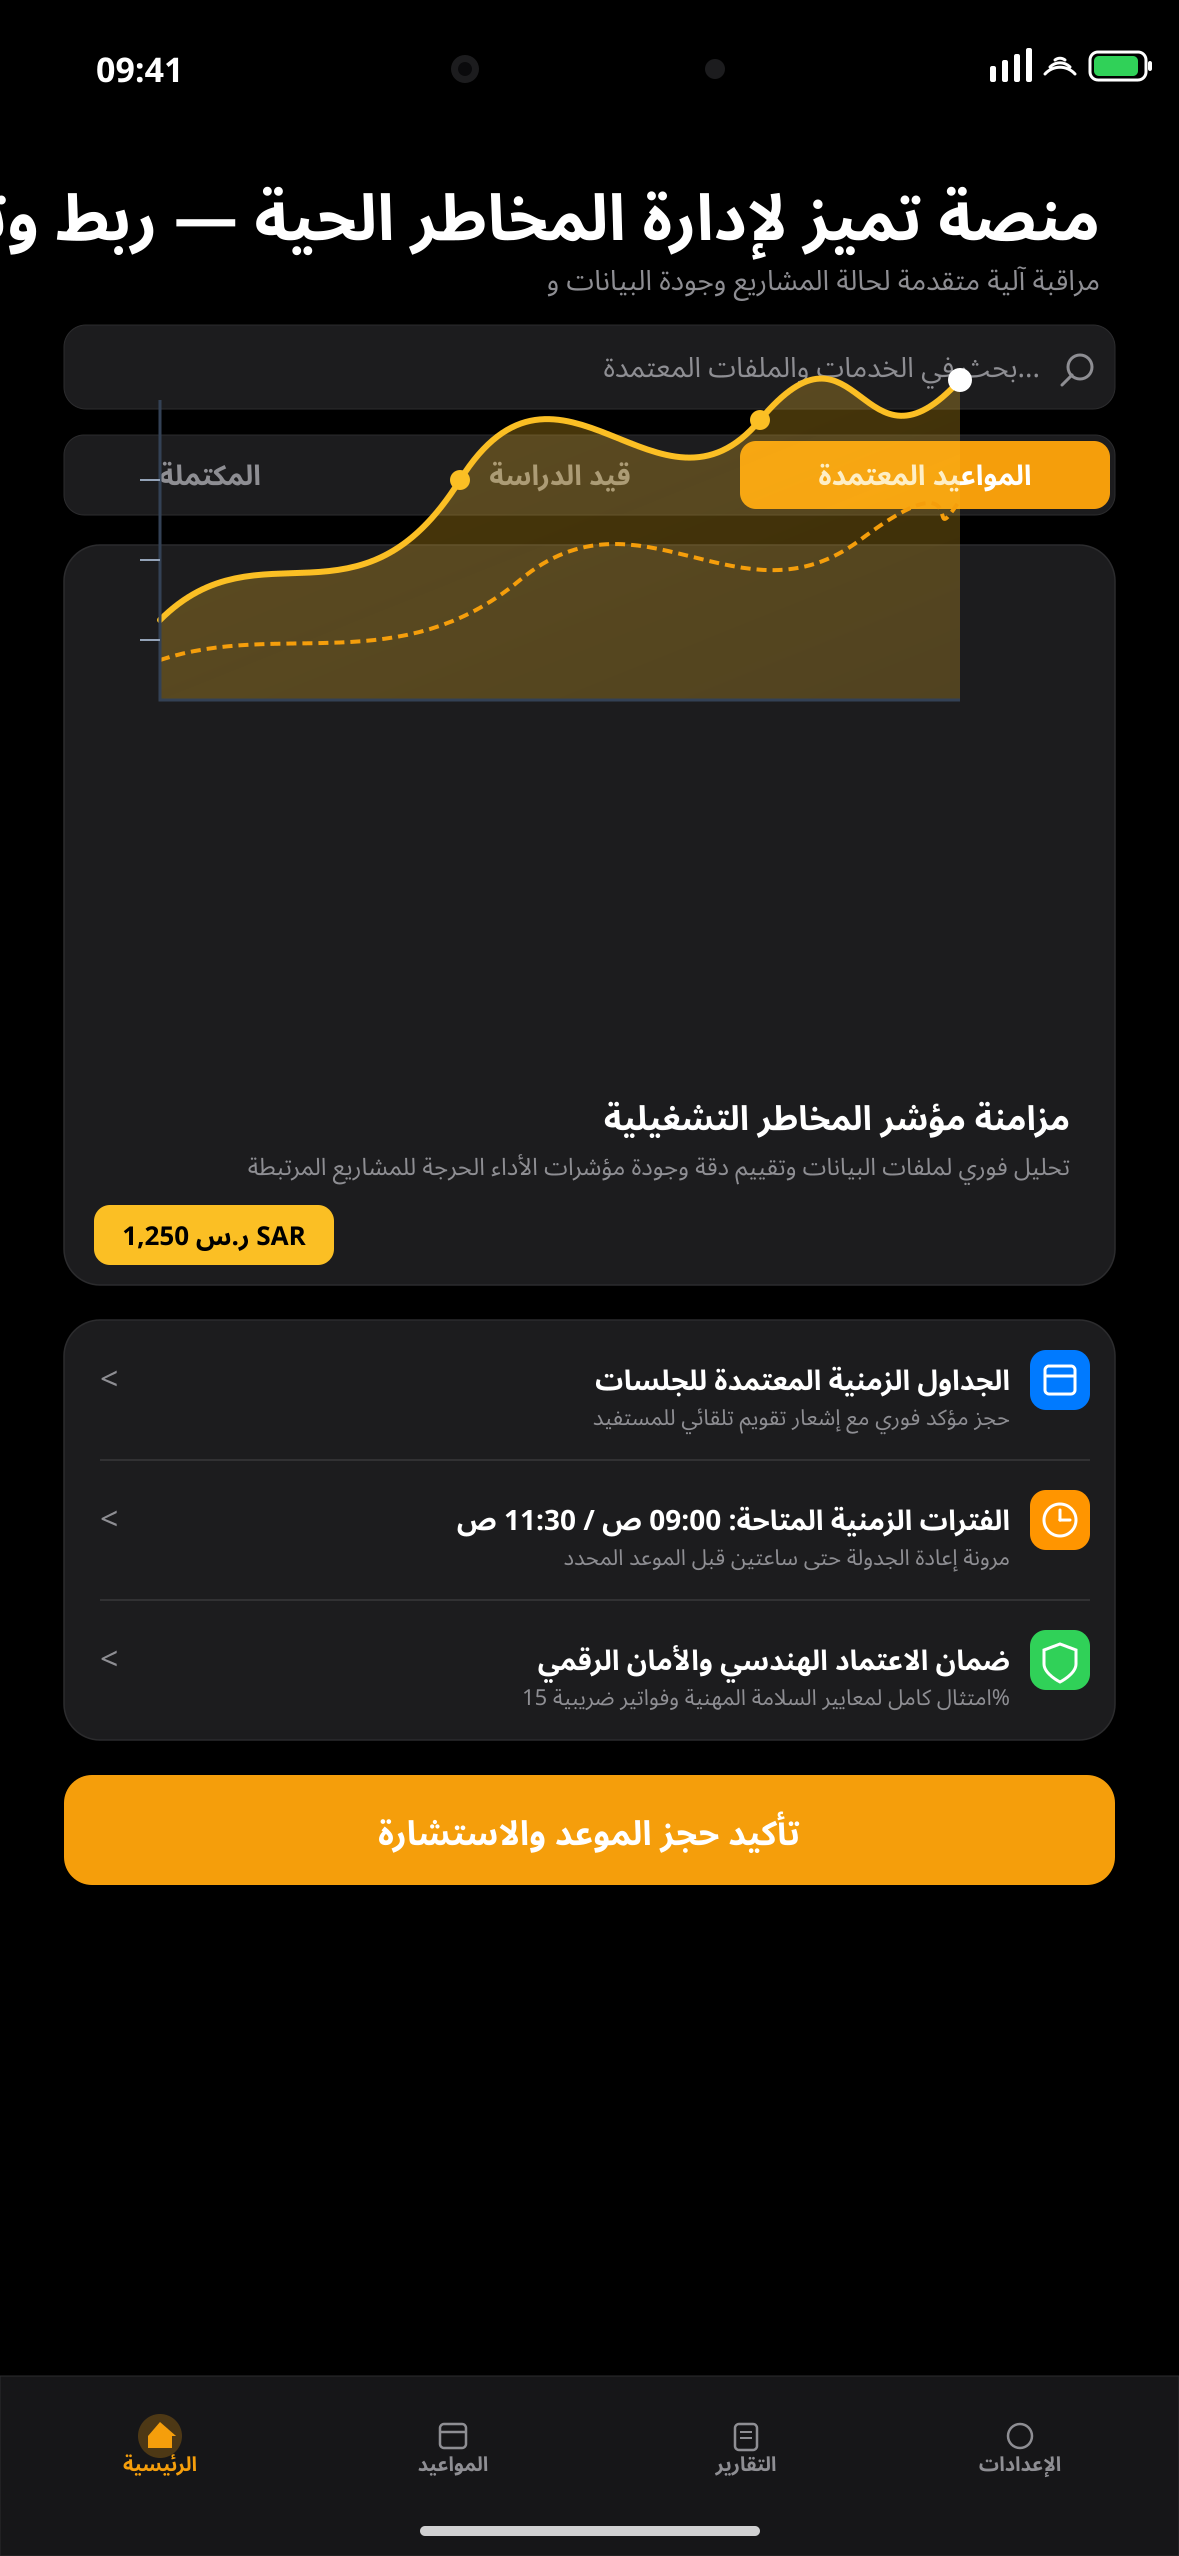 09:41
منصة تميز لإدارة المخاطر الحية — ربط و
مراقبة آلية متقدمة لحالة المشاريع وجودة البيانات و
بحث في الخدمات والملفات المعتمدة...
المواعيد المعتمدة
قيد الدراسة
المكتملة
مزامنة مؤشر المخاطر التشغيلية
تحليل فوري لملفات البيانات وتقييم دقة وجودة مؤشرات الأداء الحرجة للمشاريع المرتبطة
1,250 ر.س SAR
الجداول الزمنية المعتمدة للجلسات
حجز مؤكد فوري مع إشعار تقويم تلقائي للمستفيد
الفترات الزمنية المتاحة: 09:00 ص / 11:30 ص
مرونة إعادة الجدولة حتى ساعتين قبل الموعد المحدد
ضمان الاعتماد الهندسي والأمان الرقمي
%امتثال كامل لمعايير السلامة المهنية وفواتير ضريبية 15
تأكيد حجز الموعد والاستشارة
الإعدادات
التقارير
المواعيد
الرئيسية